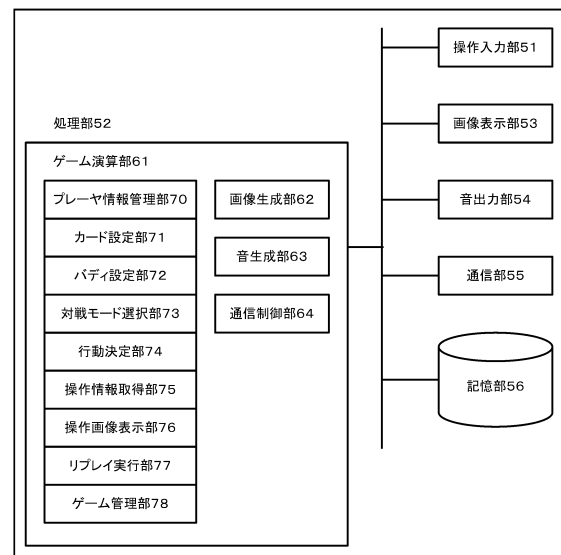 処理部52
ゲーム演算部61
プレーヤ情報管理部70
カード設定部71
バディ設定部72
対戦モード選択部73
行動決定部74
操作情報取得部75
操作画像表示部76
リプレイ実行部77
ゲーム管理部78
画像生成部62
音生成部63
通信制御部64
操作入力部51
画像表示部53
音出力部54
通信部55
記憶部56